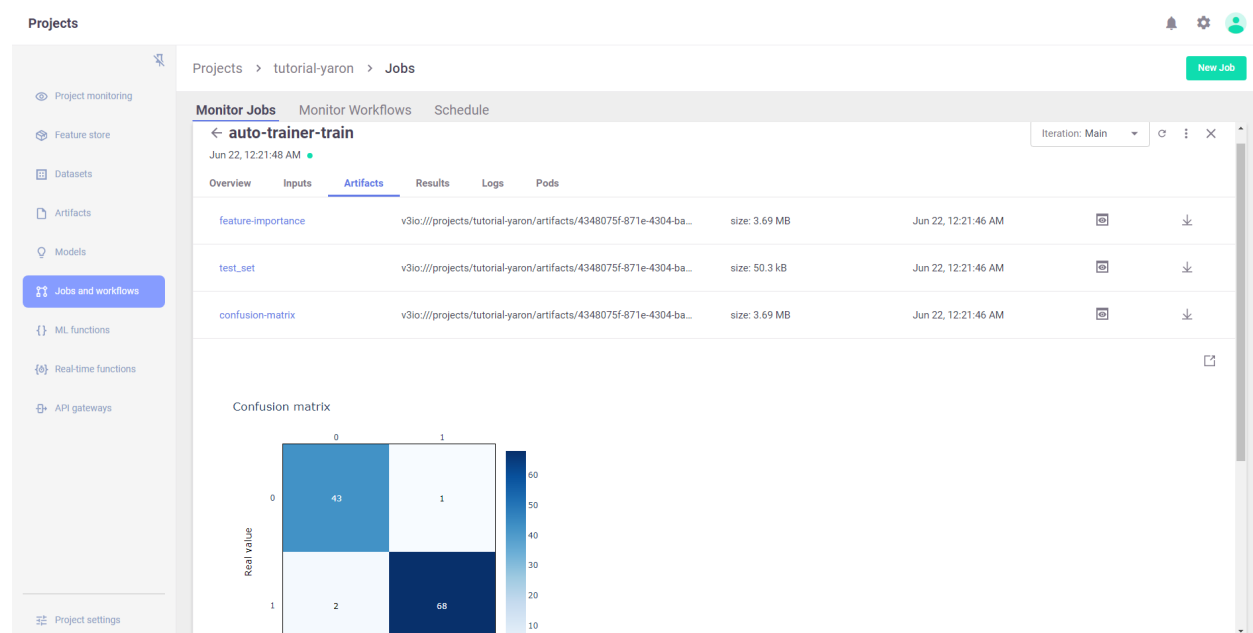 Projects
Projects > tutorial-yaron > Jobs
New Job
Project monitoring
Feature store
Datasets
Artifacts
Models
Jobs and workflows
ML functions
Real-time functions
API gateways
Project settings
Monitor Jobs Monitor Workflows Schedule
auto-trainer-train
Iteration: Main
Jun 22, 12:21:48 AM
Overview Inputs Artifacts Results Logs Pods
feature-importance v3io:///projects/tutorial-yaron/artifacts/4348075f-871e-4304-ba... size: 3.69 MB Jun 22, 12:21:46 AM
test_set v3io:///projects/tutorial-yaron/artifacts/4348075f-871e-4304-ba... size: 50.3 kB Jun 22, 12:21:46 AM
confusion-matrix v3io:///projects/tutorial-yaron/artifacts/4348075f-871e-4304-ba... size: 3.69 MB Jun 22, 12:21:46 AM
Confusion matrix
0 1
0 43 1
Real value
1 2 68
60
50
40
30
20
10